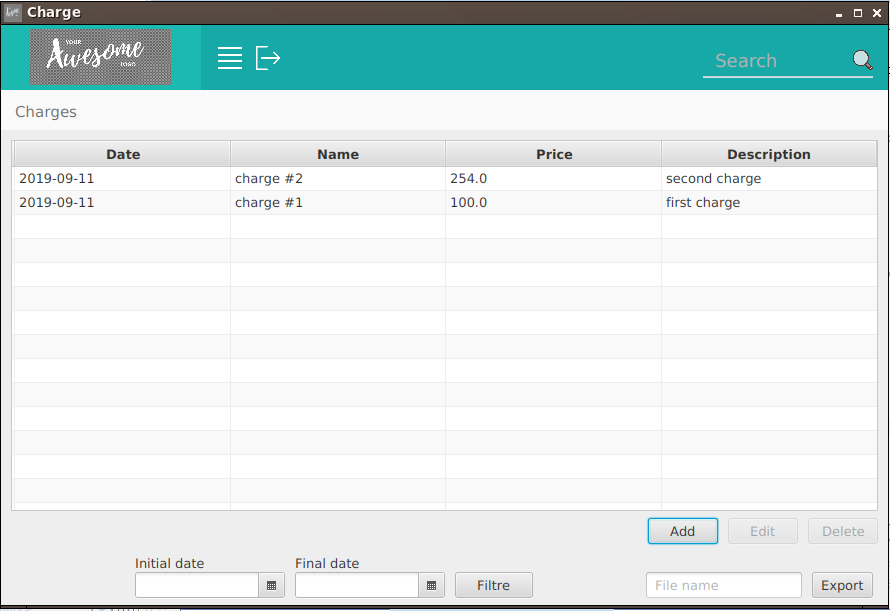 Charge
YOUR
Awesome
LOGO
Search
Charges
Date Name Price Description
2019-09-11 charge #2 254.0 second charge
2019-09-11 charge #1 100.0 first charge
Add Edit Delete
Initial date Final date
Filtre File name Export